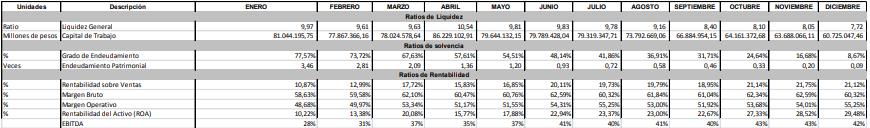 Unidades Descripción ENERO FEBRERO MARZO ABRIL MAYO JUNIO JULIO AGOSTO SEPTIEMBRE OCTUBRE NOVIEMBRE DICIEMBRE
Ratios de Liquidez
Ratio Liquidez General 9,97 9,61 9,63 10,54 9,81 9,83 9,78 9,16 8,40 8,10 8,05 7,72
Millones de pesos Capital de Trabajo 81.044.195,75 77.867.366,16 78.024.578,64 86.229.102,91 79.644.132,15 79.789.428,04 79.319.347,71 73.792.669,06 66.884.954,15 64.161.372,68 63.688.066,11 60.725.047,46
Ratios de solvencia
% Grado de Endeudamiento 77,57% 73,72% 67,63% 57,61% 54,51% 48,14% 41,86% 36,91% 31,71% 24,64% 16,68% 8,67%
Veces Endeudamiento Patrimonial 3,46 2,81 2,09 1,36 1,20 0,93 0,72 0,58 0,46 0,33 0,20 0,09
Ratios de Rentabilidad
% Rentabilidad sobre Ventas 10,87% 12,99% 17,72% 15,83% 16,85% 20,11% 19,73% 19,79% 18,95% 21,14% 21,75% 21,12%
% Margen Bruto 58,63% 59,58% 62,10% 60,47% 60,76% 62,59% 60,32% 61,84% 61,04% 62,34% 62,59% 60,32%
% Margen Operativo 48,68% 49,97% 53,34% 51,17% 51,55% 54,31% 55,25% 53,00% 51,92% 53,68% 54,01% 55,25%
% Rentabilidad del Activo (ROA) 10,22% 13,38% 20,08% 15,77% 17,88% 22,94% 23,37% 23,00% 22,67% 27,33% 28,52% 29,48%
EBITDA 28% 31% 37% 35% 37% 41% 40% 41% 40% 43% 43% 42%